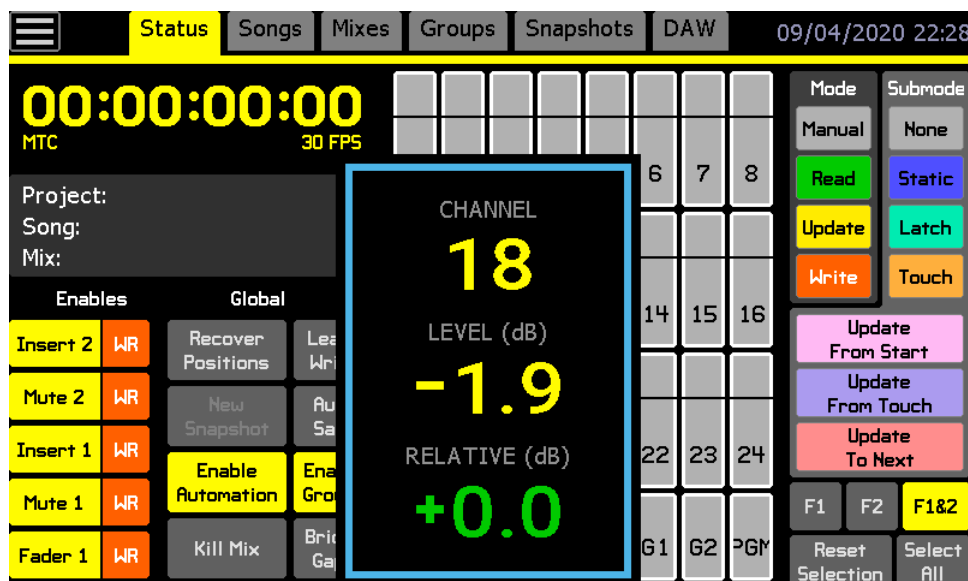 Status Songs Mixes Groups Snapshots DAW 09/04/2020 22:28
00:00:00:00
MTC 30 FPS
Project:
Song:
Mix:
Enables Global
Insert 2 WR
Mute 2 WR
Insert 1 WR
Mute 1 WR
Fader 1 WR
Recover
Positions
New
Snapshot
Enable
Automation
Kill Mix
CHANNEL
18
LEVEL (dB)
-1.9
RELATIVE (dB)
+0.0
6 7 8
14 15 16
22 23 24
G1 G2 PGM
Mode Submode
Manual None
Read Static
Update Latch
Write Touch
Update
From Start
Update
From Touch
Update
To Next
F1 F2 F1&2
Reset
Selection
Select
All